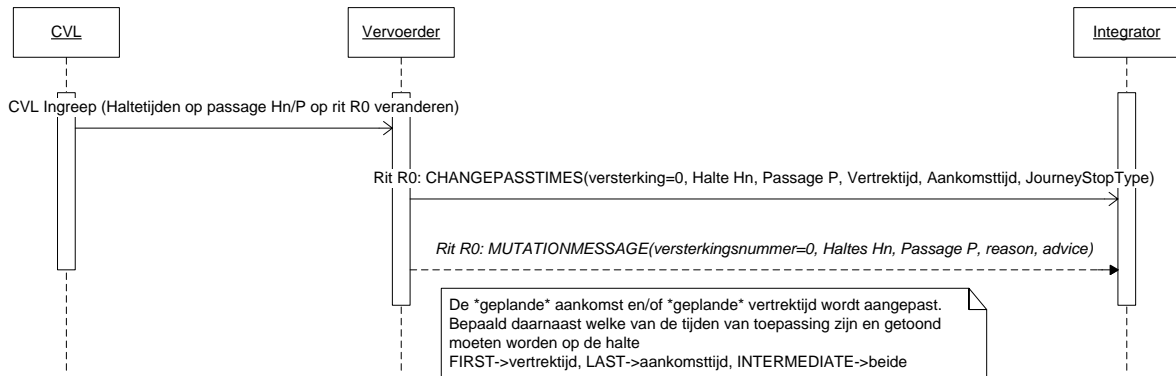 CVL
Vervoerder
Integrator
CVL Ingreep (Haltetijden op passage Hn/P op rit R0 veranderen)
Rit R0: CHANGEPASSTIMES(versterking=0, Halte Hn, Passage P, Vertrektijd, Aankomsttijd, JourneyStopType)
Rit R0: MUTATIONMESSAGE(versterkingsnummer=0, Haltes Hn, Passage P, reason, advice)
De *geplande* aankomst en/of *geplande* vertrektijd wordt aangepast.
Bepaald daarnaast welke van de tijden van toepassing zijn en getoond
moeten worden op de halte
FIRST->vertrektijd, LAST->aankomsttijd, INTERMEDIATE->beide